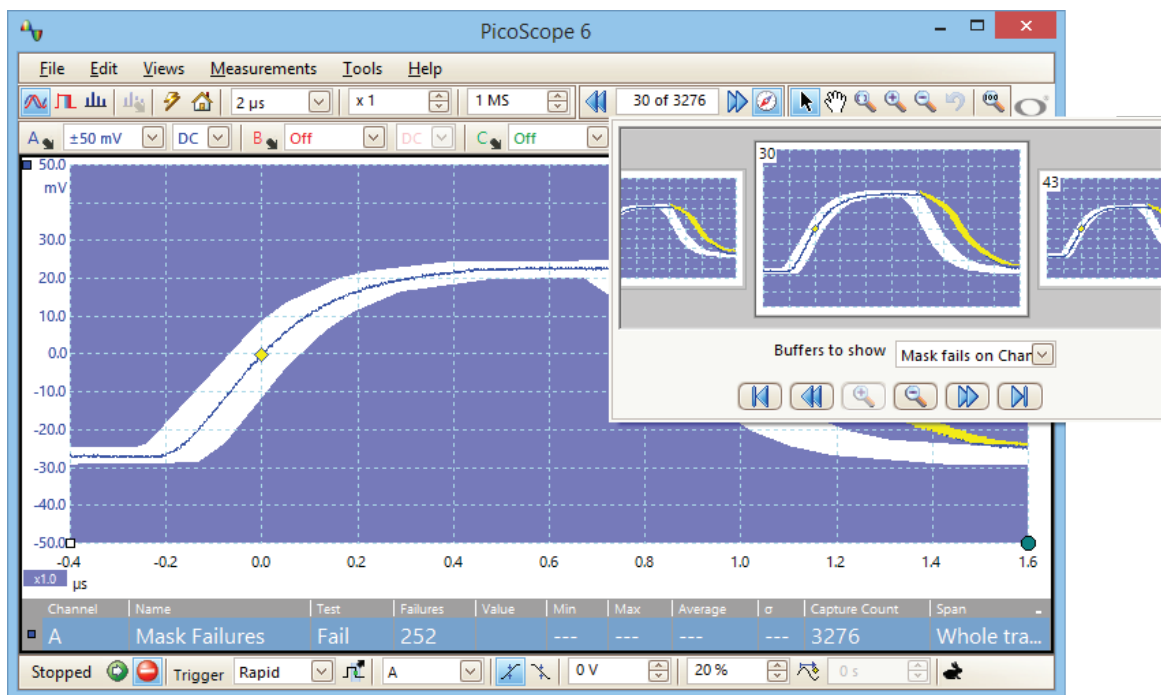 PicoScope 6
File Edit Views Measurements Tools Help
2 µs x 1 1 MS 30 of 3276
A ±50 mV DC B Off DC C Off
30
43
Buffers to show Mask fails on Chan
50.0
mV
30.0
20.0
10.0
0.0
-10.0
-20.0
-30.0
-40.0
-50.0
-0.4 -0.2 0.0 0.2 0.4 0.6 0.8 1.0 1.2 1.4 1.6
x1.0 µs
Channel Name Test Failures Value Min Max Average σ Capture Count Span
A Mask Failures Fail 252 --- --- --- --- 3276 Whole tra...
Stopped Trigger Rapid A 0 V 20 % 0 s